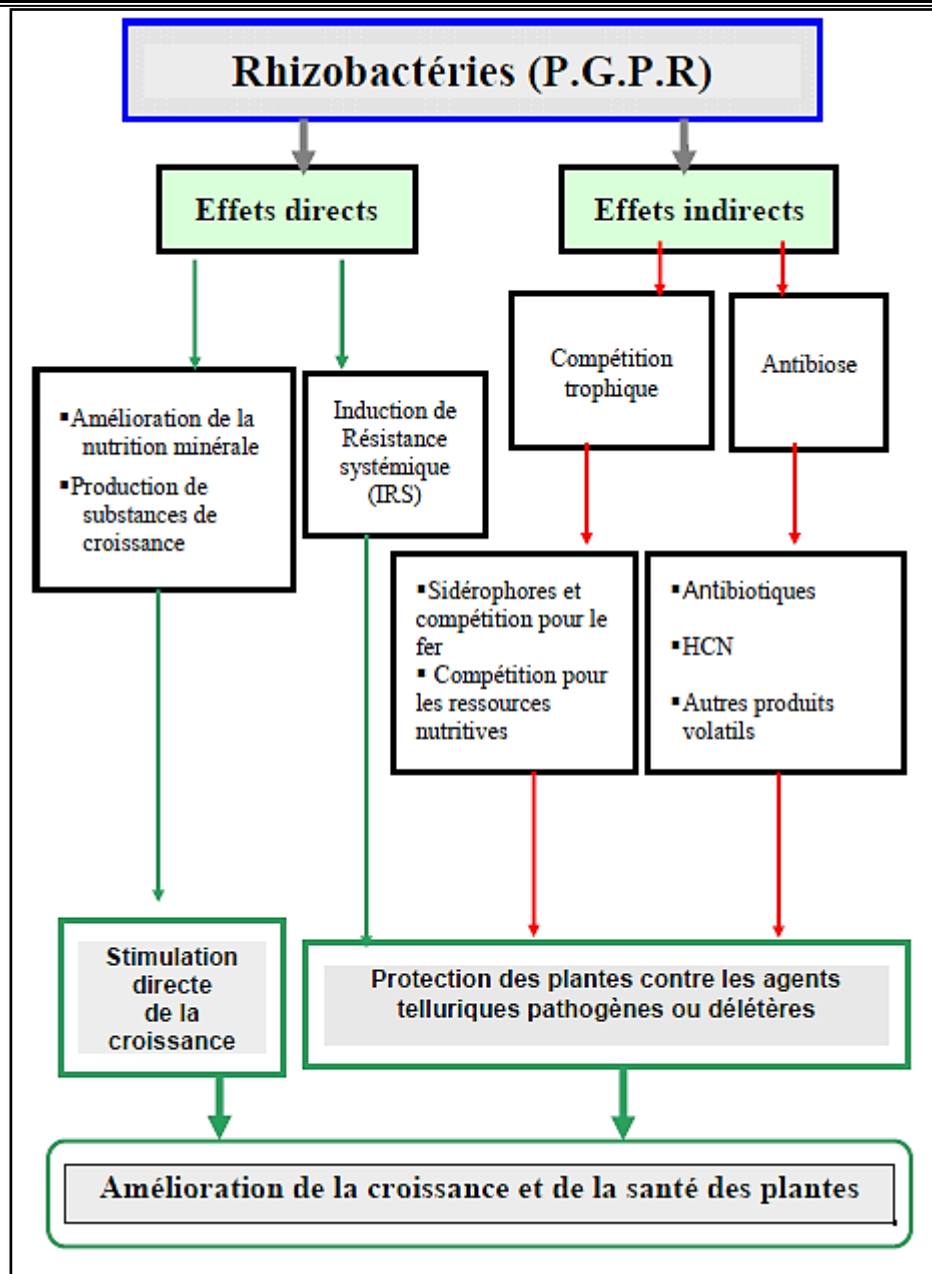 Rhizobactéries (P.G.P.R)
Effets directs
Effets indirects
Compétition
trophique
Antibiose
▪Amélioration de la
nutrition minérale
▪Production de
substances de
croissance
Induction de
Résistance
systémique
(IRS)
▪Sidérophores et
compétition pour le
fer
▪ Compétition pour
les ressources
nutritives
▪Antibiotiques
▪HCN
▪Autres produits
volatils
Stimulation
directe
de la
croissance
Protection des plantes contre les agents
telluriques pathogènes ou délétères
Amélioration de la croissance et de la santé des plantes
.